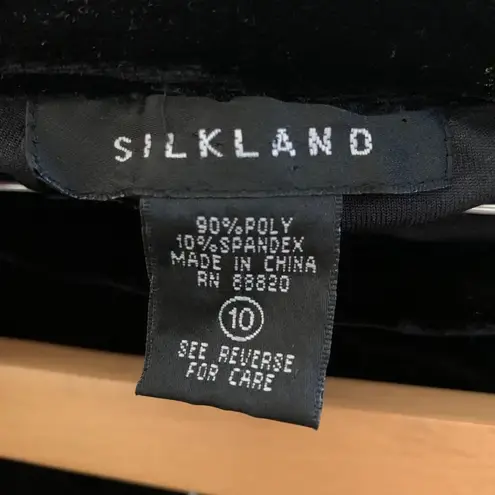 SILKLAND
90%POLY
10%SPANDEX
MADE IN CHINA
RN 88820
10
SEE REVERSE
FOR CARE